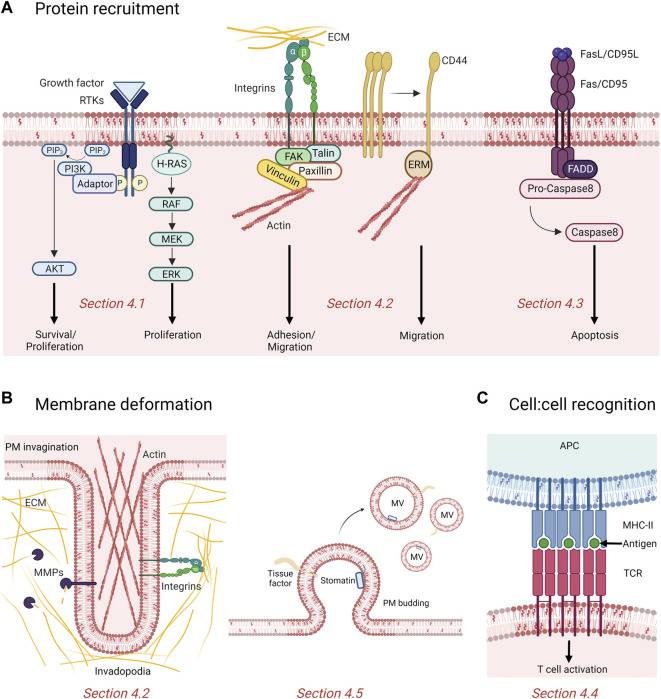 A Protein recruitment
ECM
Growth factor
RTKs
Integrins
α
β
CD44
FasL/CD95L
Fas/CD95
PIP₃
PIP₂
PI3K
Adaptor
P
P
H-RAS
RAF
MEK
ERK
AKT
FAK
Talin
Paxillin
Vinculin
Actin
ERM
FADD
Pro-Caspase8
Caspase8
Section 4.1
Section 4.2
Section 4.3
Survival/
Proliferation
Proliferation
Adhesion/
Migration
Migration
Apoptosis
B Membrane deformation
PM invagination
Actin
ECM
MMPs
Integrins
Invadopodia
Section 4.2
MV
MV
MV
Tissue
factor
Stomatin
PM budding
Section 4.5
C Cell:cell recognition
APC
MHC-II
Antigen
TCR
T cell activation
Section 4.4